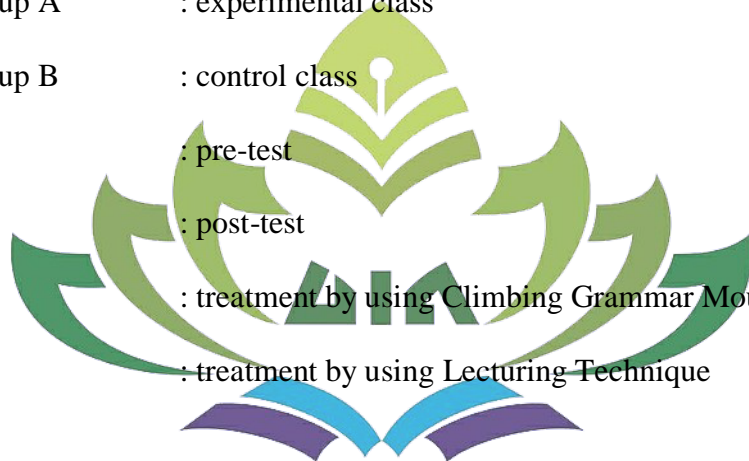 up A : experimental class
up B : control class
: pre-test
: post-test
: treatment by using Climbing Grammar Mou
: treatment by using Lecturing Technique